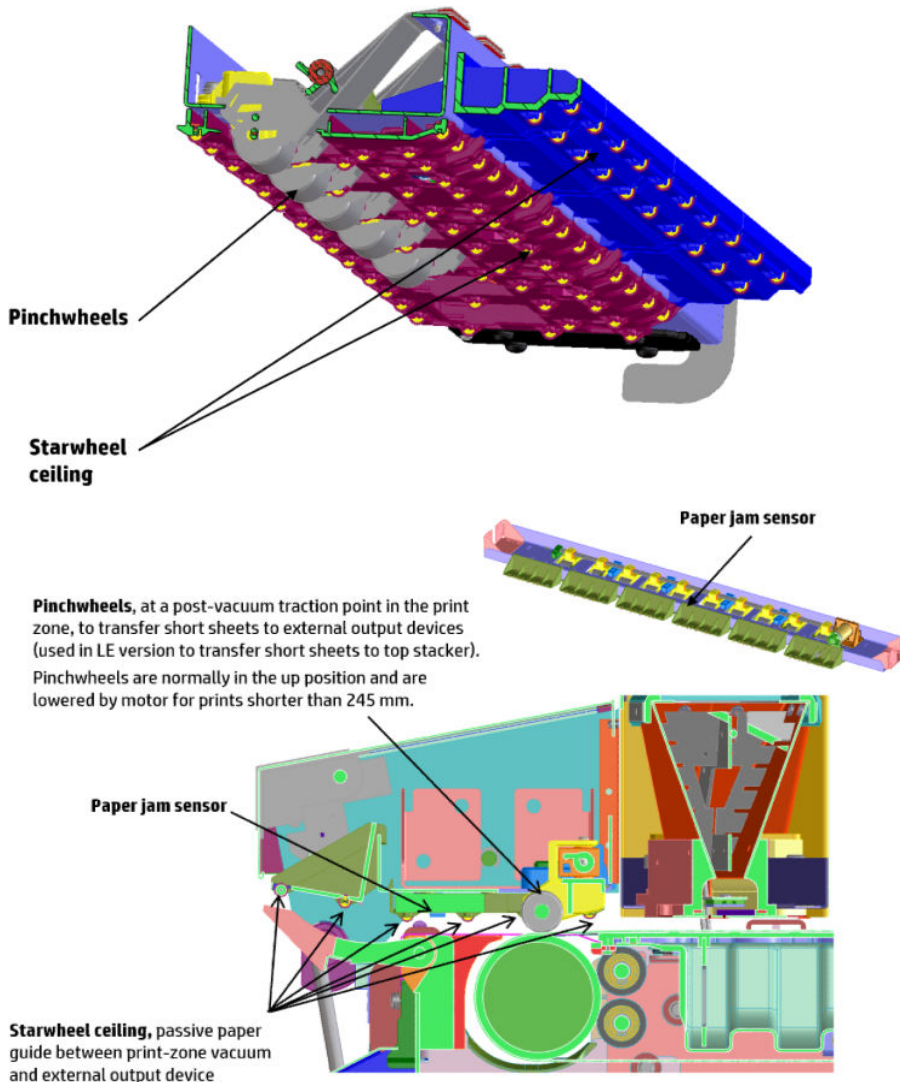 Pinchwheels
Starwheel
ceiling
Paper jam sensor
Pinchwheels, at a post-vacuum traction point in the print
zone, to transfer short sheets to external output devices
(used in LE version to transfer short sheets to top stacker).
Pinchwheels are normally in the up position and are
lowered by motor for prints shorter than 245 mm.
Paper jam sensor
Starwheel ceiling, passive paper
guide between print-zone vacuum
and external output device